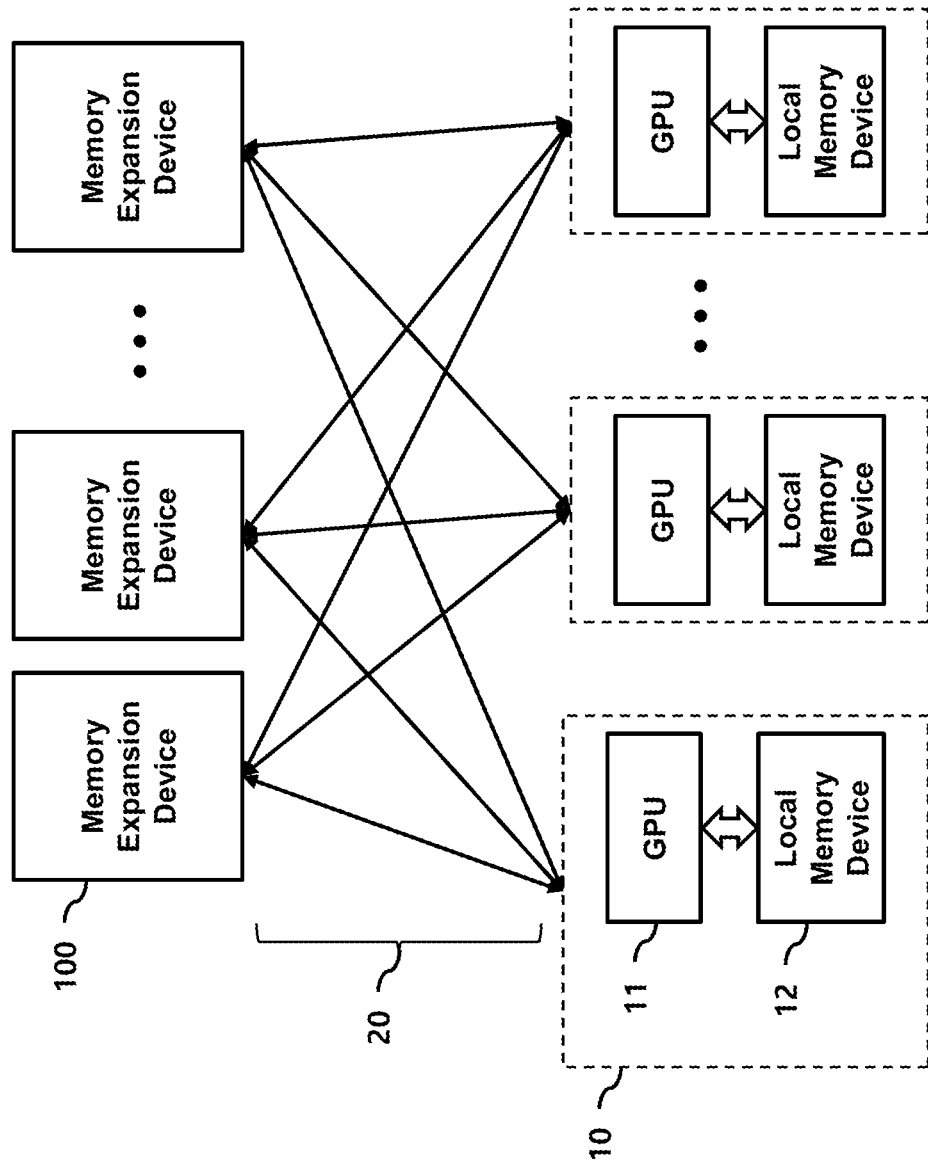 Memory
Expansion
Device
Memory
Expansion
Device
Memory
Expansion
Device
100
20
GPU
Local
Memory
Device
11
12
10
GPU
Local
Memory
Device
GPU
Local
Memory
Device